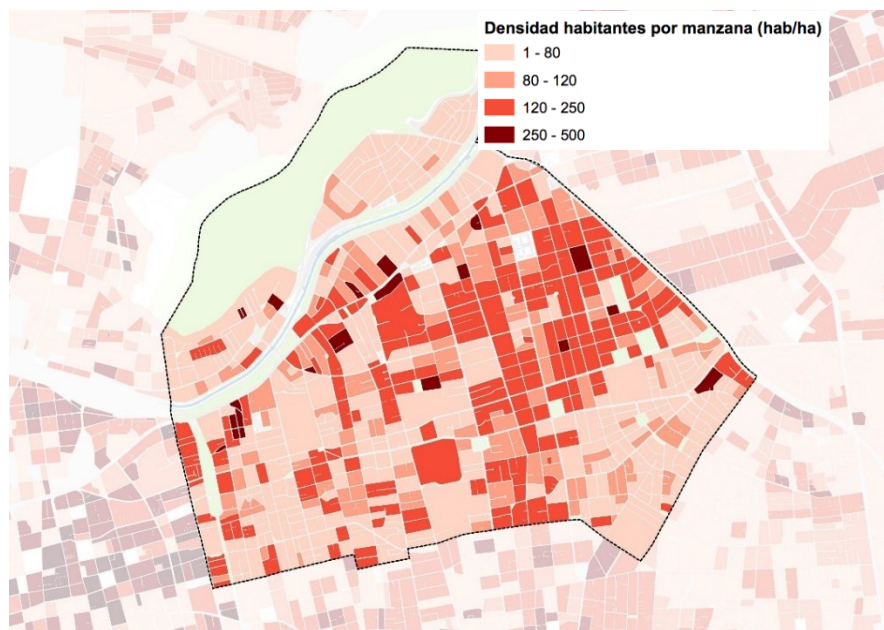 Densidad habitantes por manzana (hab/ha)
1 - 80
80 - 120
120 - 250
250 - 500